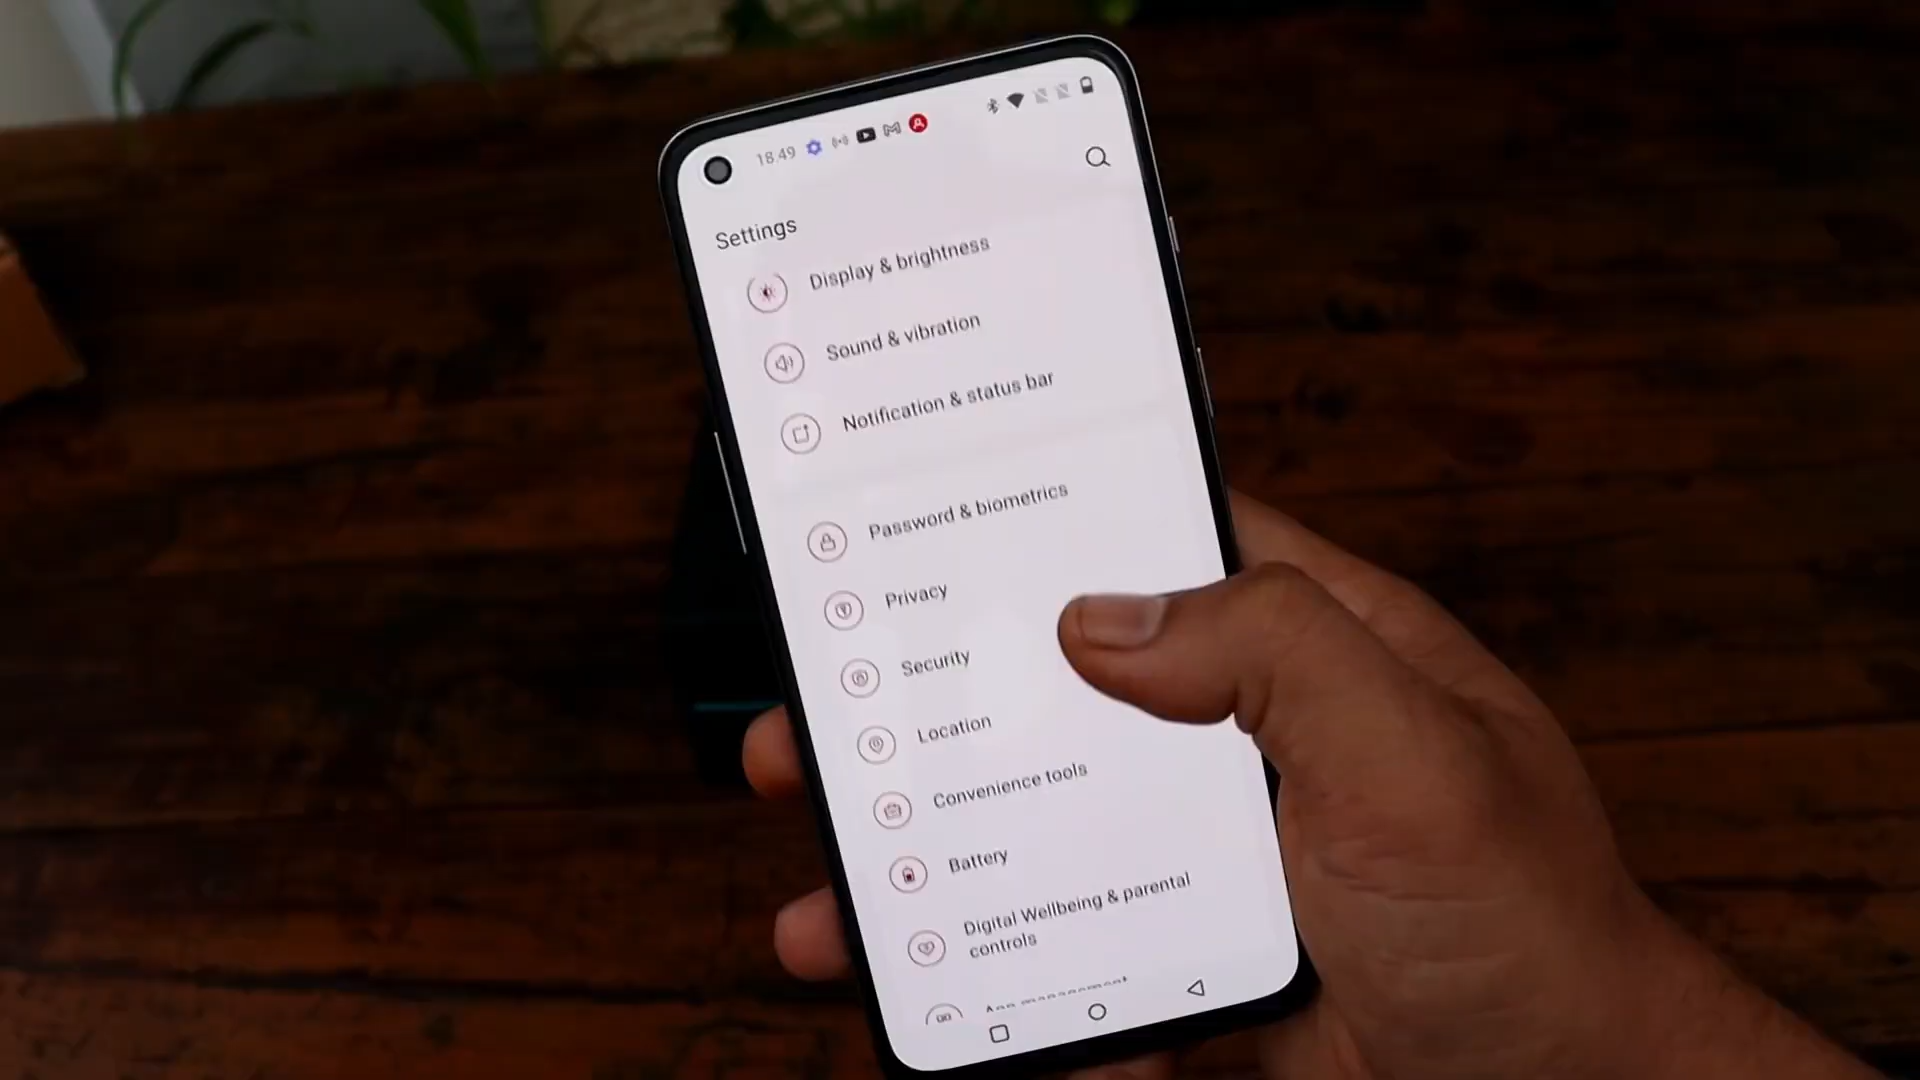 18.49
Settings
Display & brightness
Sound & vibration
Notification & status bar
Password & biometrics
Privacy
Security
Location
Convenience tools
Battery
Digital Wellbeing & parental
controls
App management